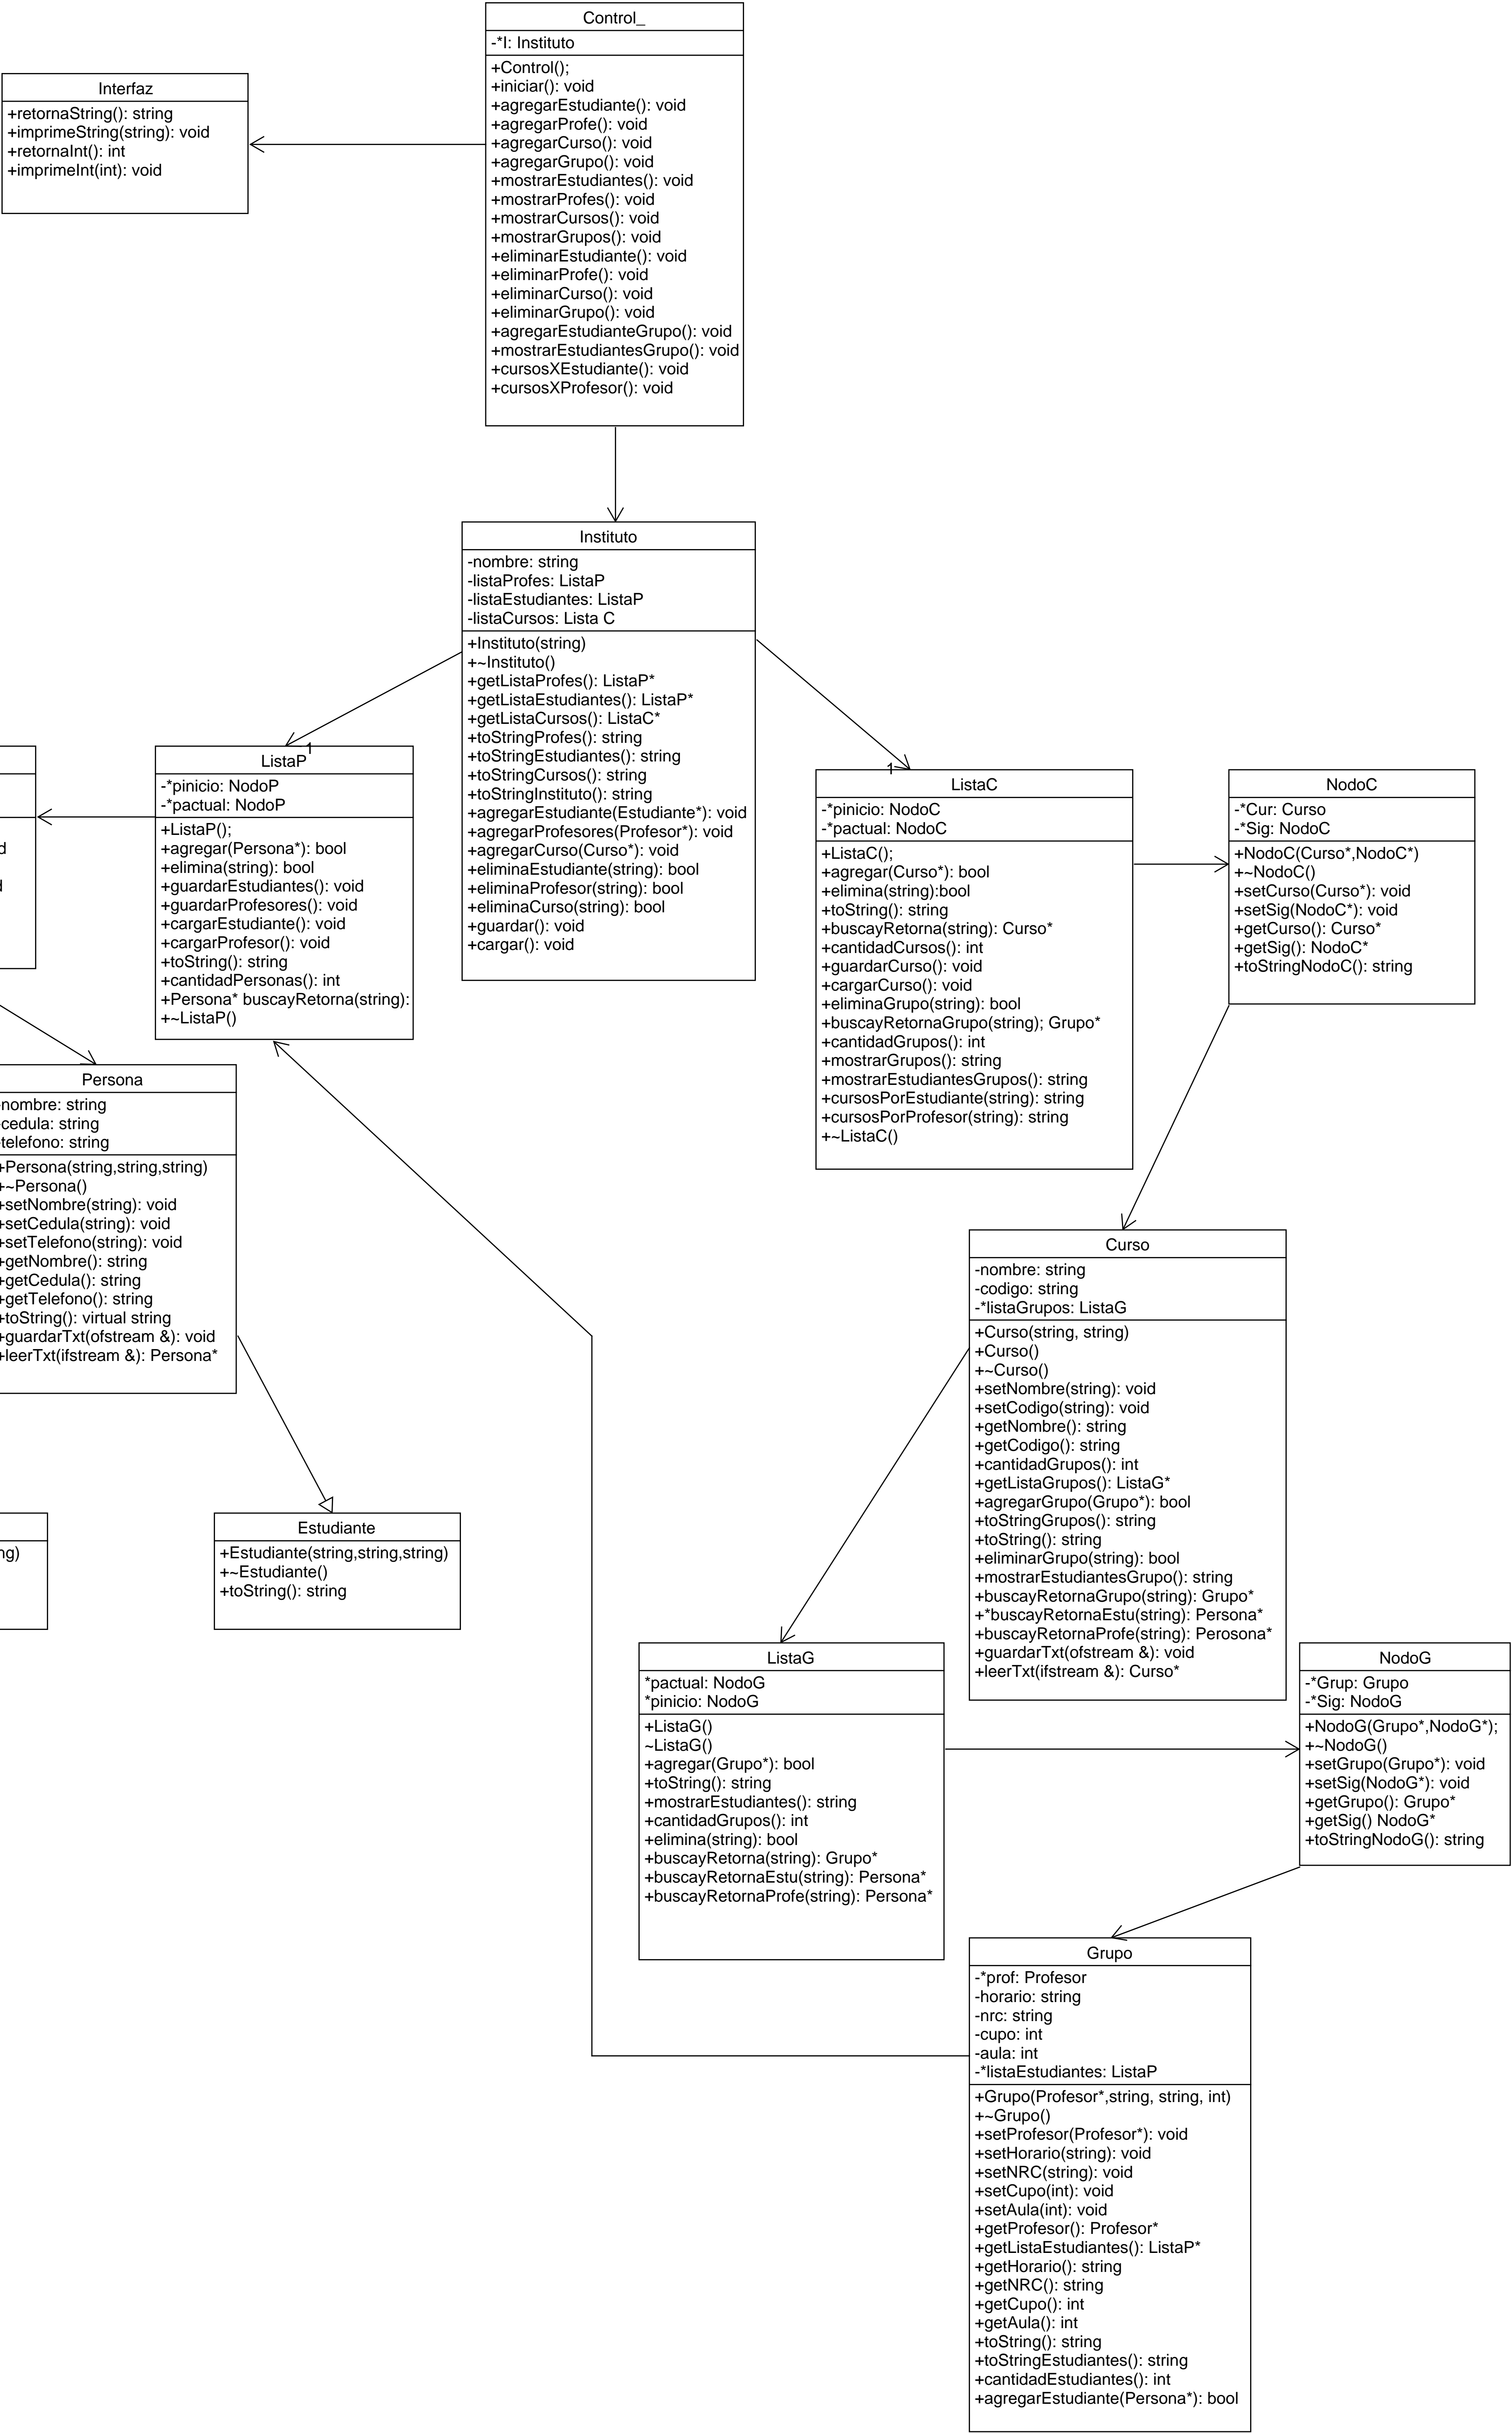 Control_
-*I: Instituto
+Control();
+iniciar(): void
+agregarEstudiante(): void
+agregarProfe(): void
+agregarCurso(): void
+agregarGrupo(): void
+mostrarEstudiantes(): void
+mostrarProfes(): void
+mostrarCursos(): void
+mostrarGrupos(): void
+eliminarEstudiante(): void
+eliminarProfe(): void
+eliminarCurso(): void
+eliminarGrupo(): void
+agregarEstudianteGrupo(): void
+mostrarEstudiantesGrupo(): void
+cursosXEstudiante(): void
+cursosXProfesor(): void
Interfaz
+retornaString(): string
+imprimeString(string): void
+retornaInt(): int
+imprimeInt(int): void
Instituto
-nombre: string
-listaProfes: ListaP
-listaEstudiantes: ListaP
-listaCursos: Lista C
+Instituto(string)
+~Instituto()
+getListaProfes(): ListaP*
+getListaEstudiantes(): ListaP*
+getListaCursos(): ListaC*
+toStringProfes(): string
+toStringEstudiantes(): string
+toStringCursos(): string
+toStringInstituto(): string
+agregarEstudiante(Estudiante*): void
+agregarProfesores(Profesor*): void
+agregarCurso(Curso*): void
+eliminaEstudiante(string): bool
+eliminaProfesor(string): bool
+eliminaCurso(string): bool
+guardar(): void
+cargar(): void
d
d
1
ListaP
-*pinicio: NodoP
-*pactual: NodoP
+ListaP();
+agregar(Persona*): bool
+elimina(string): bool
+guardarEstudiantes(): void
+guardarProfesores(): void
+cargarEstudiante(): void
+cargarProfesor(): void
+toString(): string
+cantidadPersonas(): int
+Persona* buscayRetorna(string):
+~ListaP()
1
ListaC
-*pinicio: NodoC
-*pactual: NodoC
+ListaC();
+agregar(Curso*): bool
+elimina(string):bool
+toString(): string
+buscayRetorna(string): Curso*
+cantidadCursos(): int
+guardarCurso(): void
+cargarCurso(): void
+eliminaGrupo(string): bool
+buscayRetornaGrupo(string); Grupo*
+cantidadGrupos(): int
+mostrarGrupos(): string
+mostrarEstudiantesGrupos(): string
+cursosPorEstudiante(string): string
+cursosPorProfesor(string): string
+~ListaC()
NodoC
-*Cur: Curso
-*Sig: NodoC
+NodoC(Curso*,NodoC*)
+~NodoC()
+setCurso(Curso*): void
+setSig(NodoC*): void
+getCurso(): Curso*
+getSig(): NodoC*
+toStringNodoC(): string
Persona
-nombre: string
-cedula: string
-telefono: string
+Persona(string,string,string)
+~Persona()
+setNombre(string): void
+setCedula(string): void
+setTelefono(string): void
+getNombre(): string
+getCedula(): string
+getTelefono(): string
+toString(): virtual string
+guardarTxt(ofstream &): void
+leerTxt(ifstream &): Persona*
Curso
-nombre: string
-codigo: string
-*listaGrupos: ListaG
+Curso(string, string)
+Curso()
+~Curso()
+setNombre(string): void
+setCodigo(string): void
+getNombre(): string
+getCodigo(): string
+cantidadGrupos(): int
+getListaGrupos(): ListaG*
+agregarGrupo(Grupo*): bool
+toStringGrupos(): string
+toString(): string
+eliminarGrupo(string): bool
+mostrarEstudiantesGrupo(): string
+buscayRetornaGrupo(string): Grupo*
+*buscayRetornaEstu(string): Persona*
+buscayRetornaProfe(string): Perosona*
+guardarTxt(ofstream &): void
+leerTxt(ifstream &): Curso*
ng)
Estudiante
+Estudiante(string,string,string)
+~Estudiante()
+toString(): string
ListaG
*pactual: NodoG
*pinicio: NodoG
+ListaG()
~ListaG()
+agregar(Grupo*): bool
+toString(): string
+mostrarEstudiantes(): string
+cantidadGrupos(): int
+elimina(string): bool
+buscayRetorna(string): Grupo*
+buscayRetornaEstu(string): Persona*
+buscayRetornaProfe(string): Persona*
NodoG
-*Grup: Grupo
-*Sig: NodoG
+NodoG(Grupo*,NodoG*);
+~NodoG()
+setGrupo(Grupo*): void
+setSig(NodoG*): void
+getGrupo(): Grupo*
+getSig() NodoG*
+toStringNodoG(): string
Grupo
-*prof: Profesor
-horario: string
-nrc: string
-cupo: int
-aula: int
-*listaEstudiantes: ListaP
+Grupo(Profesor*,string, string, int)
+~Grupo()
+setProfesor(Profesor*): void
+setHorario(string): void
+setNRC(string): void
+setCupo(int): void
+setAula(int): void
+getProfesor(): Profesor*
+getListaEstudiantes(): ListaP*
+getHorario(): string
+getNRC(): string
+getCupo(): int
+getAula(): int
+toString(): string
+toStringEstudiantes(): string
+cantidadEstudiantes(): int
+agregarEstudiante(Persona*): bool